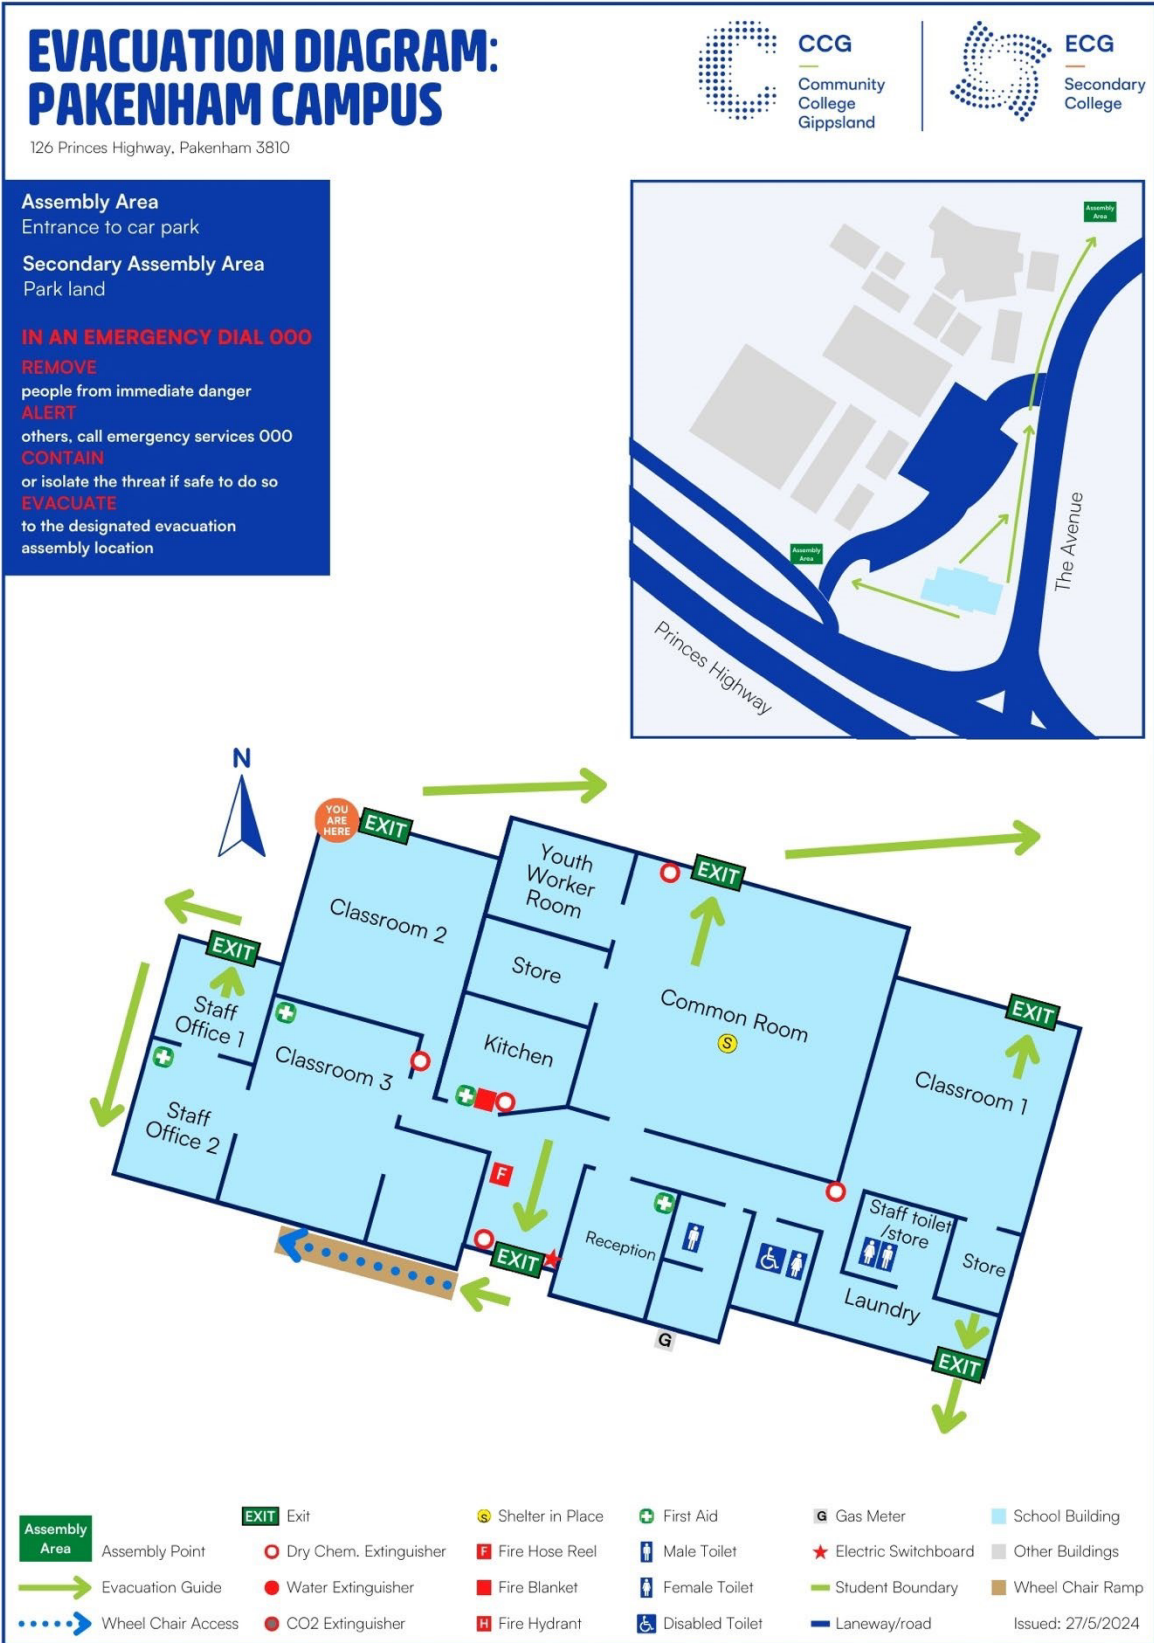 EVACUATION DIAGRAM:
PAKENHAM CAMPUS
126 Princes Highway, Pakenham 3810
CCG
Community
College
Gippsland
ECG
Secondary
College
Assembly Area
Entrance to car park
Secondary Assembly Area
Park land
IN AN EMERGENCY DIAL 000
REMOVE
people from immediate danger
ALERT
others, call emergency services 000
CONTAIN
or isolate the threat if safe to do so
EVACUATE
to the designated evacuation
assembly location
Assembly
Area
Assembly
Area
The Avenue
Princes Highway
N
YOU
ARE
HERE
EXIT
Youth
Worker
Room
EXIT
Classroom 2
EXIT
Store
Staff
Office 1
Common Room
S
EXIT
Kitchen
Classroom 3
Classroom 1
Staff
Office 2
F
Reception
EXIT
Staff toilet
/store
Store
Laundry
G
EXIT
Assembly
Area
Assembly Point
Evacuation Guide
Wheel Chair Access
EXIT Exit
Dry Chem. Extinguisher
Water Extinguisher
CO2 Extinguisher
S Shelter in Place
F Fire Hose Reel
Fire Blanket
H Fire Hydrant
First Aid
Male Toilet
Female Toilet
Disabled Toilet
G Gas Meter
Electric Switchboard
Student Boundary
Laneway/road
School Building
Other Buildings
Wheel Chair Ramp
Issued: 27/5/2024